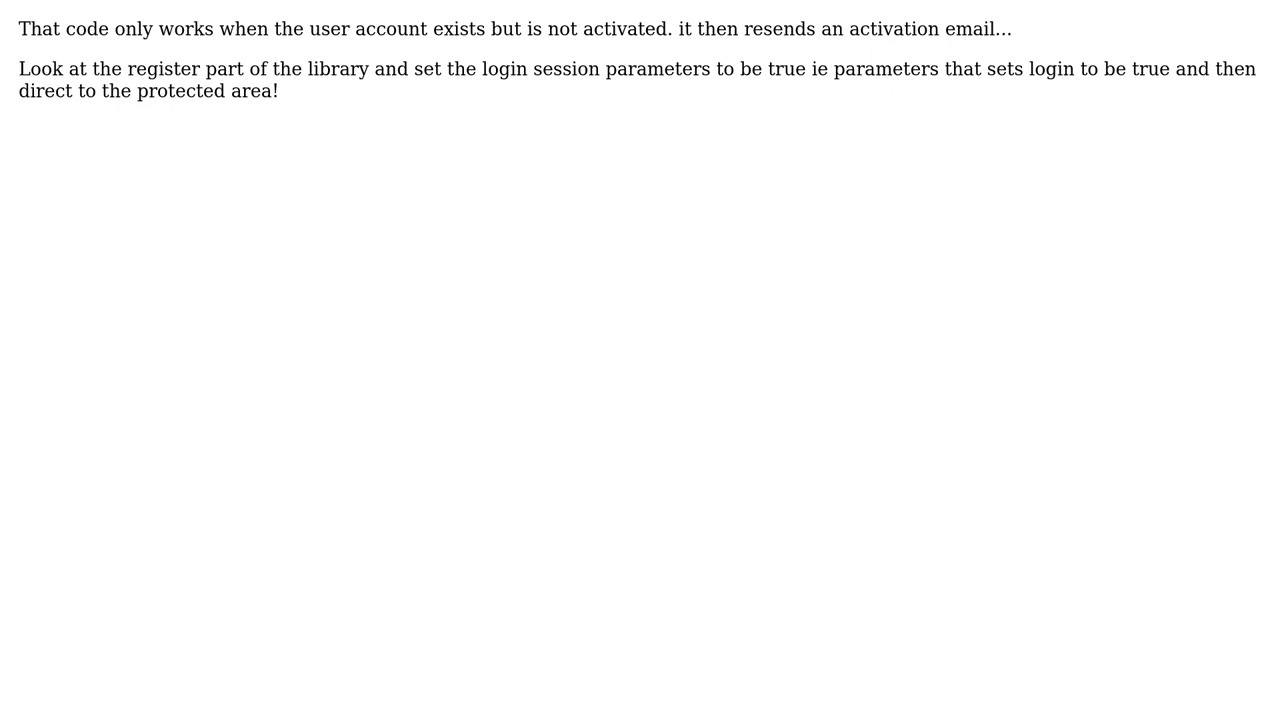 That code only works when the user account exists but is not activated. it then resends an activation email...
Look at the register part of the library and set the login session parameters to be true ie parameters that sets login to be true and then
direct to the protected area!